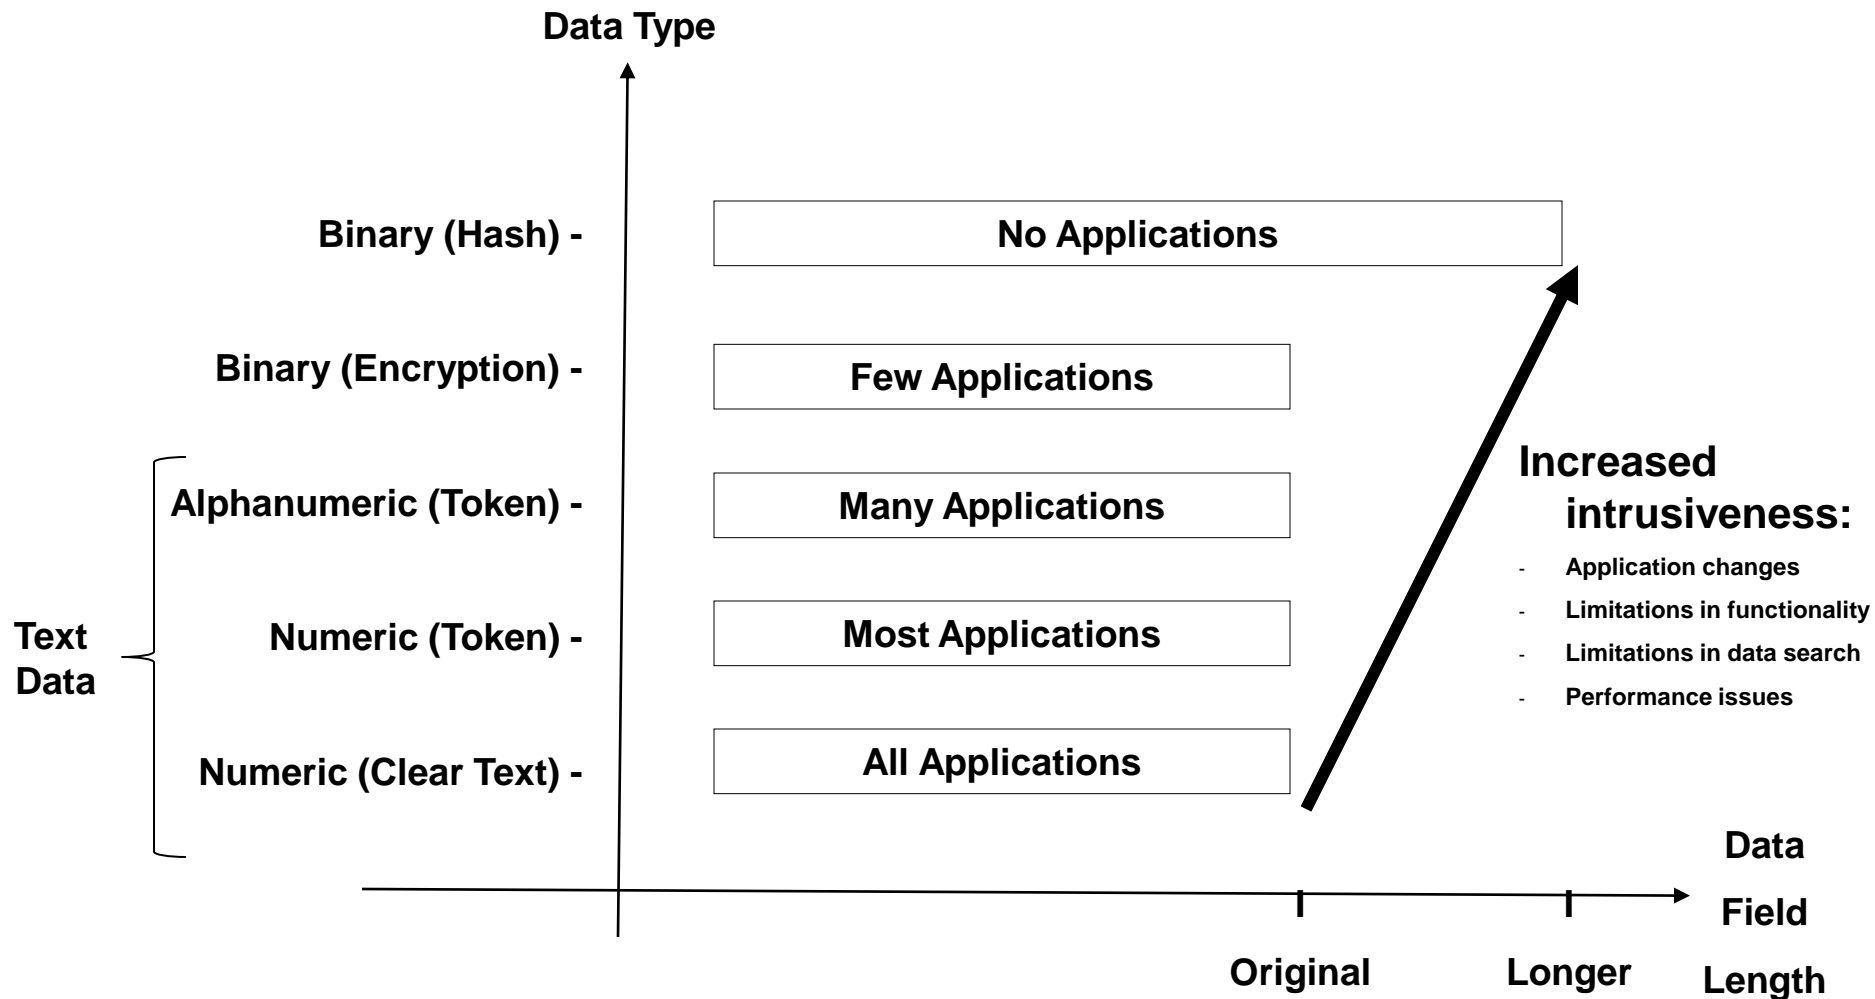 Data Type
Binary (Hash) -
No Applications
Binary (Encryption) -
Few Applications
Alphanumeric (Token) -
Many Applications
Numeric (Token) -
Most Applications
Numeric (Clear Text) -
All Applications
Text
Data
Increased
intrusiveness:
- Application changes
- Limitations in functionality
- Limitations in data search
- Performance issues
Original
Longer
Data
Field
Length